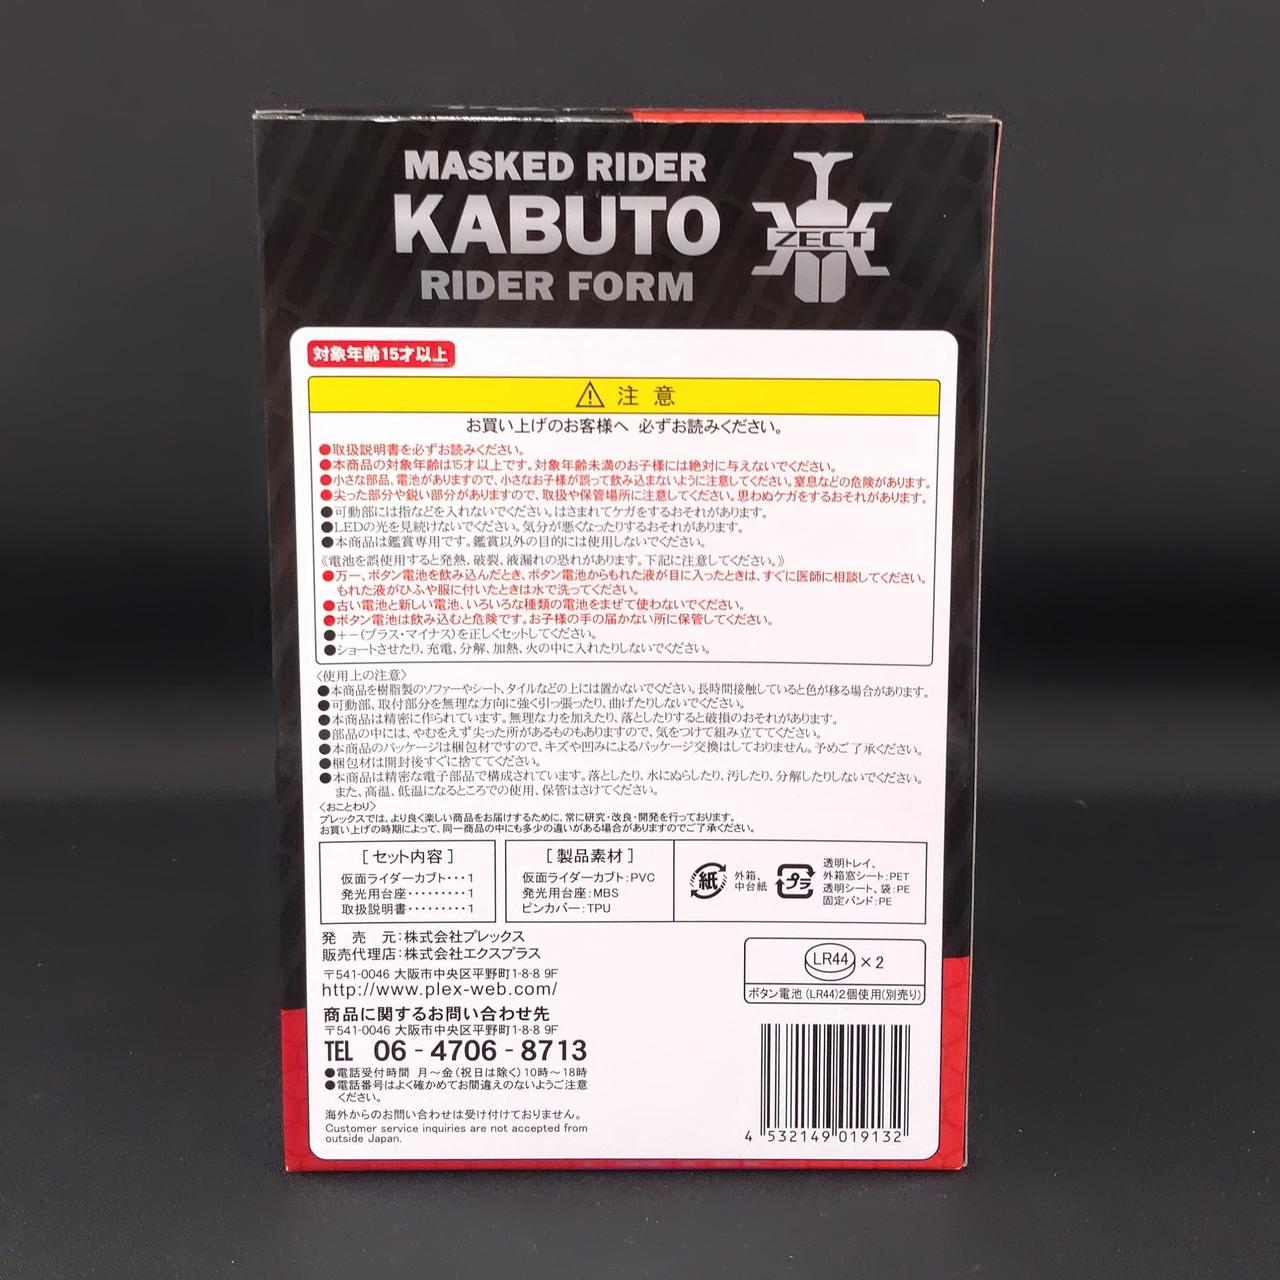 MASKED RIDER
KABUTO
RIDER FORM
ZECT
対象年齢15才以上
注意
お買い上げのお客様へ 必ずお読みください。
●取扱説明書を必ずお読みください。
●本商品の対象年齢は15才以上です。対象年齢未満のお子様には絶対に与えないでください。
●小さな部品、電池がありますので、小さなお子様が誤って飲み込まないように注意してください。窒息などの危険があります。
●尖った部分や鋭い部分がありますので、取扱や保管場所に注意してください。思わぬケガをするおそれがあります。
●可動部には指などを入れないでください。はさまれてケガをするおそれがあります。
●LEDの光を見続けないでください。気分が悪くなったりするおそれがあります。
●本商品は鑑賞専用です。鑑賞以外の目的には使用しないでください。
《電池を誤使用すると発熱、破裂、液漏れの恐れがあります。下記に注意してください。》
●万一、ボタン電池を飲み込んだとき、ボタン電池からもれた液が目に入ったときは、すぐに医師に相談してください。
もれた液がひふや服に付いたときは水で洗ってください。
●古い電池と新しい電池、いろいろな種類の電池をまぜて使わないでください。
●ボタン電池は飲み込むと危険です。お子様の手の届かない所に保管してください。
●＋－(プラス・マイナス)を正しくセットしてください。
●ショートさせたり、充電、分解、加熱、火の中に入れたりしないでください。
〈使用上の注意〉
●本商品を樹脂製のソファーやシート、タイルなどの上には置かないでください。長時間接触していると色が移る場合があります。
●可動部、取付部分を無理な方向に強く引っ張ったり、曲げたりしないでください。
●本商品は精密に作られています。無理な力を加えたり、落としたりすると破損のおそれがあります。
●部品の中には、やむをえず尖った所があるものもありますので、気をつけて組み立ててください。
●本商品のパッケージは梱包材ですので、キズや凹みによるパッケージ交換はしておりません。予めご了承ください。
●梱包材は開封後すぐに捨ててください。
●本商品は精密な電子部品で構成されています。落としたり、水にぬらしたり、汚したり、分解したりしないでください。
また、高温、低温になるところでの使用、保管はさけてください。
〈おことわり〉
プレックスでは、より良く楽しい商品をお届けするために、常に研究・改良・開発を行っております。
お買い上げの時期によって、同一商品の中にも多少の違いがある場合がありますのでご了承ください。
[セット内容]
仮面ライダーカブト・・・1
発光用台座・・・・・・・・・1
取扱説明書・・・・・・・・・1
[製品素材]
仮面ライダーカブト:PVC
発光用台座:MBS
ピンカバー:TPU
紙
外箱、
中台紙
プラ
透明トレイ、
外箱窓シート:PET
透明シート、袋:PE
固定バンド:PE
発売元:株式会社プレックス
販売代理店:株式会社エクスプラス
〒541-0046 大阪市中央区平野町1-8-8 9F
http://www.plex-web.com/
商品に関するお問い合わせ先
〒541-0046 大阪市中央区平野町1-8-8 9F
TEL 06-4706-8713
●電話受付時間 月～金(祝日は除く)10時～18時
●電話番号はよく確かめてお間違えのないようご注意
ください。
海外からのお問い合わせは受け付けておりません。
Customer service inquiries are not accepted from
outside Japan.
LR44 ×2
ボタン電池(LR44)2個使用(別売り)
4 532149 019132